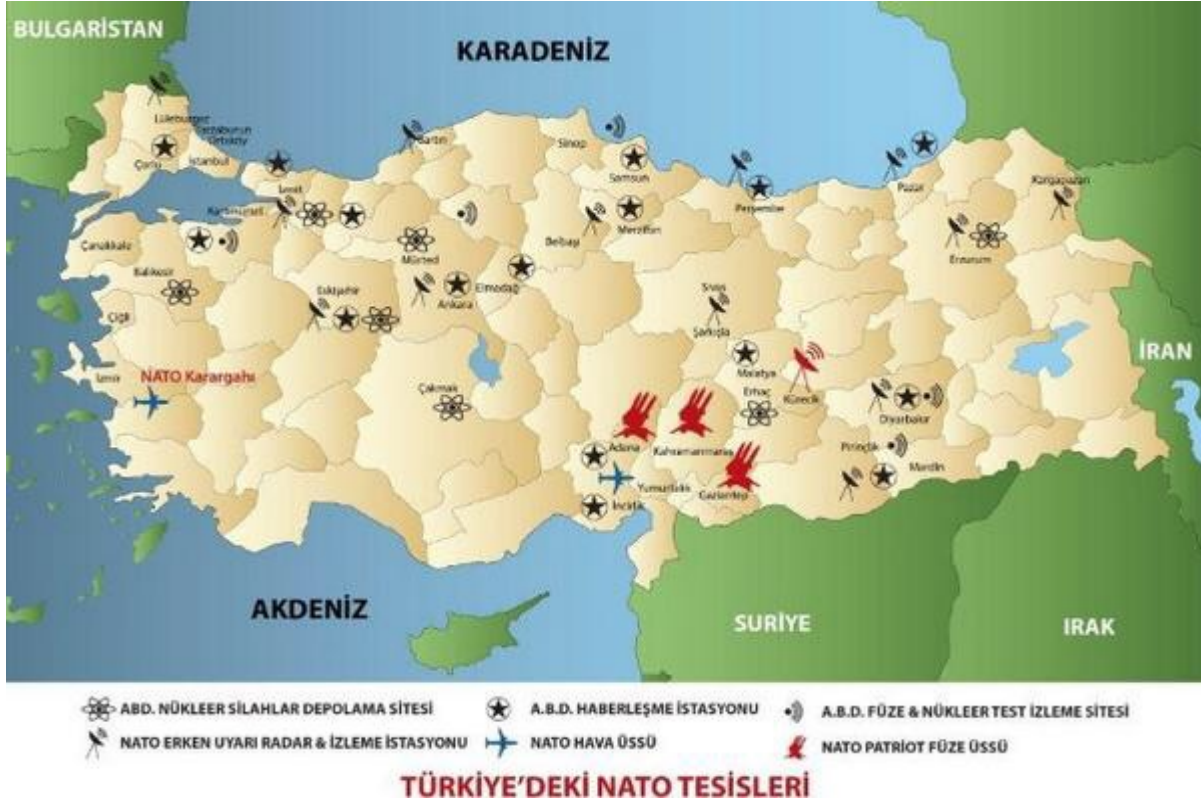 BULGARİSTAN
KARADENİZ
Lüleburgaz
Ortaköy
Çorlu
İstanbul
Bartın
Sinop
Samsun
Pazar
Kargapazarı
İzmit
Karamürsel
Perşembe
Merzifon
Belbaşı
Çanakkale
Mürted
Erzurum
Balıkesir
Elmadağ
Ankara
Eskişehir
Sivas
Şarkışla
Çiğli
İRAN
İzmir
NATO Karargahı
Malatya
Çakmak
Erhaç
Kürecik
Diyarbakır
Adana
Kahramanmaraş
Pirinçlik
Mardin
Yumurtalık
Gaziantep
İncirlik
AKDENİZ
SURİYE
IRAK
ABD. NÜKLEER SİLAHLAR DEPOLAMA SİTESİ
A.B.D. HABERLEŞME İSTASYONU
A.B.D. FÜZE & NÜKLEER TEST İZLEME SİTESİ
NATO ERKEN UYARI RADAR & İZLEME İSTASYONU
NATO HAVA ÜSSÜ
NATO PATRIOT FÜZE ÜSSÜ
TÜRKİYE'DEKİ NATO TESİSLERİ